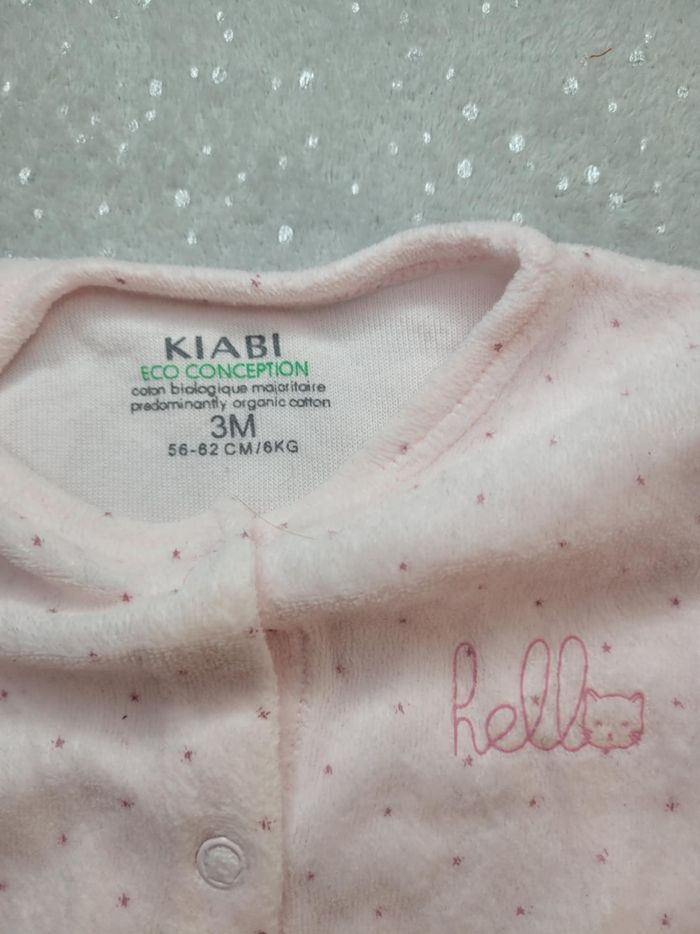 KIABI
ECO CONCEPTION
coton biologique majoritaire
predominantly organic cotton
3M
56-62 CM/6KG
hello